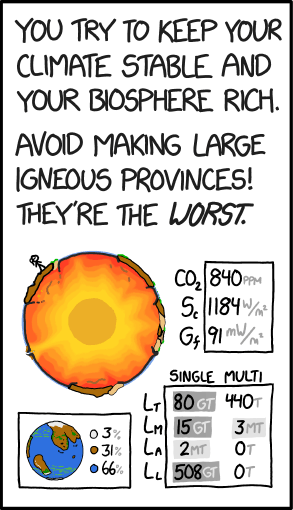 YOU TRY TO KEEP YOUR
CLIMATE STABLE AND
YOUR BIOSPHERE RICH.
AVOID MAKING LARGE
IGNEOUS PROVINCES!
THEY'RE THE WORST.
CO₂ 840 PPM
Sc 1184 W/m²
Gf 91 mW/m²
SINGLE MULTI
LT 80 GT 440 T
LM 15 GT 3 MT
LA 2 MT 0 T
LL 508 GT 0 T
3%
31%
66%